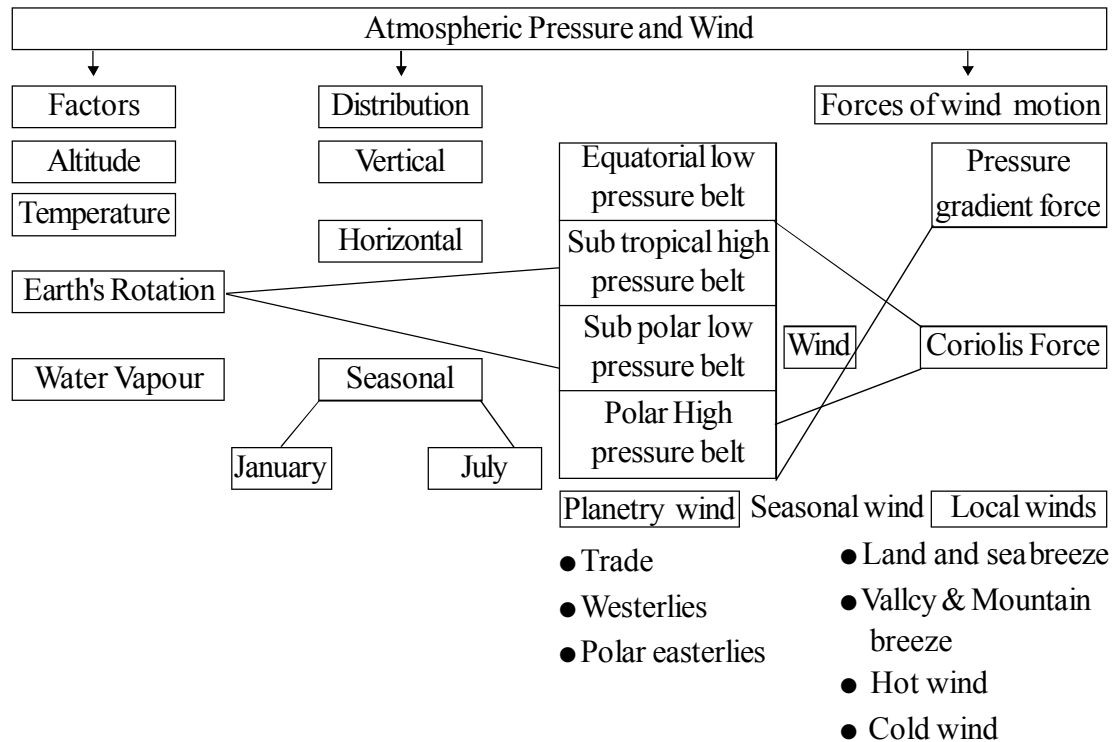 Atmospheric Pressure and Wind
Factors
Distribution
Forces of wind motion
Altitude
Vertical
Equatorial low
pressure belt
Pressure
gradient force
Temperature
Horizontal
Sub tropical high
pressure belt
Earth's Rotation
Sub polar low
pressure belt
Wind
Coriolis Force
Water Vapour
Seasonal
Polar High
pressure belt
January
July
Planetry wind
Seasonal wind
Local winds
● Trade
● Westerlies
● Polar easterlies
● Land and sea breeze
● Vallcy & Mountain
breeze
● Hot wind
● Cold wind